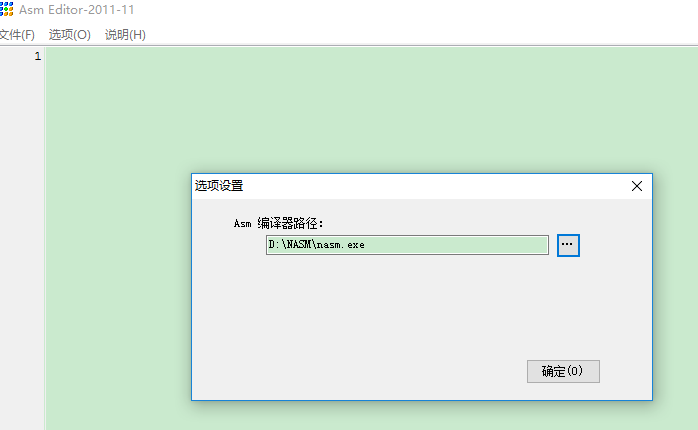 Asm Editor-2011-11
文件(F) 选项(O) 说明(H)
1
选项设置
Asm 编译器路径:
D:\NASM\nasm.exe
...
确定(O)